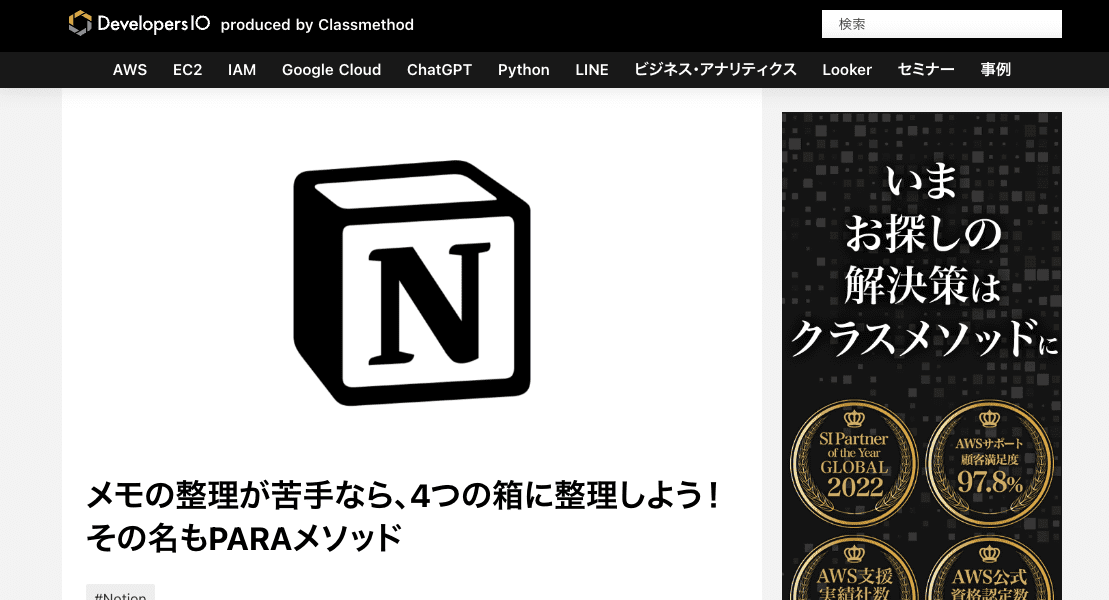 DevelopersIO produced by Classmethod
検索
AWS EC2 IAM Google Cloud ChatGPT Python LINE ビジネス・アナリティクス Looker セミナー 事例
N
メモの整理が苦手なら、4つの箱に整理しよう！
その名もPARAメソッド
#Notion
いま
お探しの
解決策は
クラスメソッドに
SI Partner
of the Year
GLOBAL
2022
AWSサポート
顧客満足度
97.8%
AWS支援
実績社数
AWS公式
資格認定数